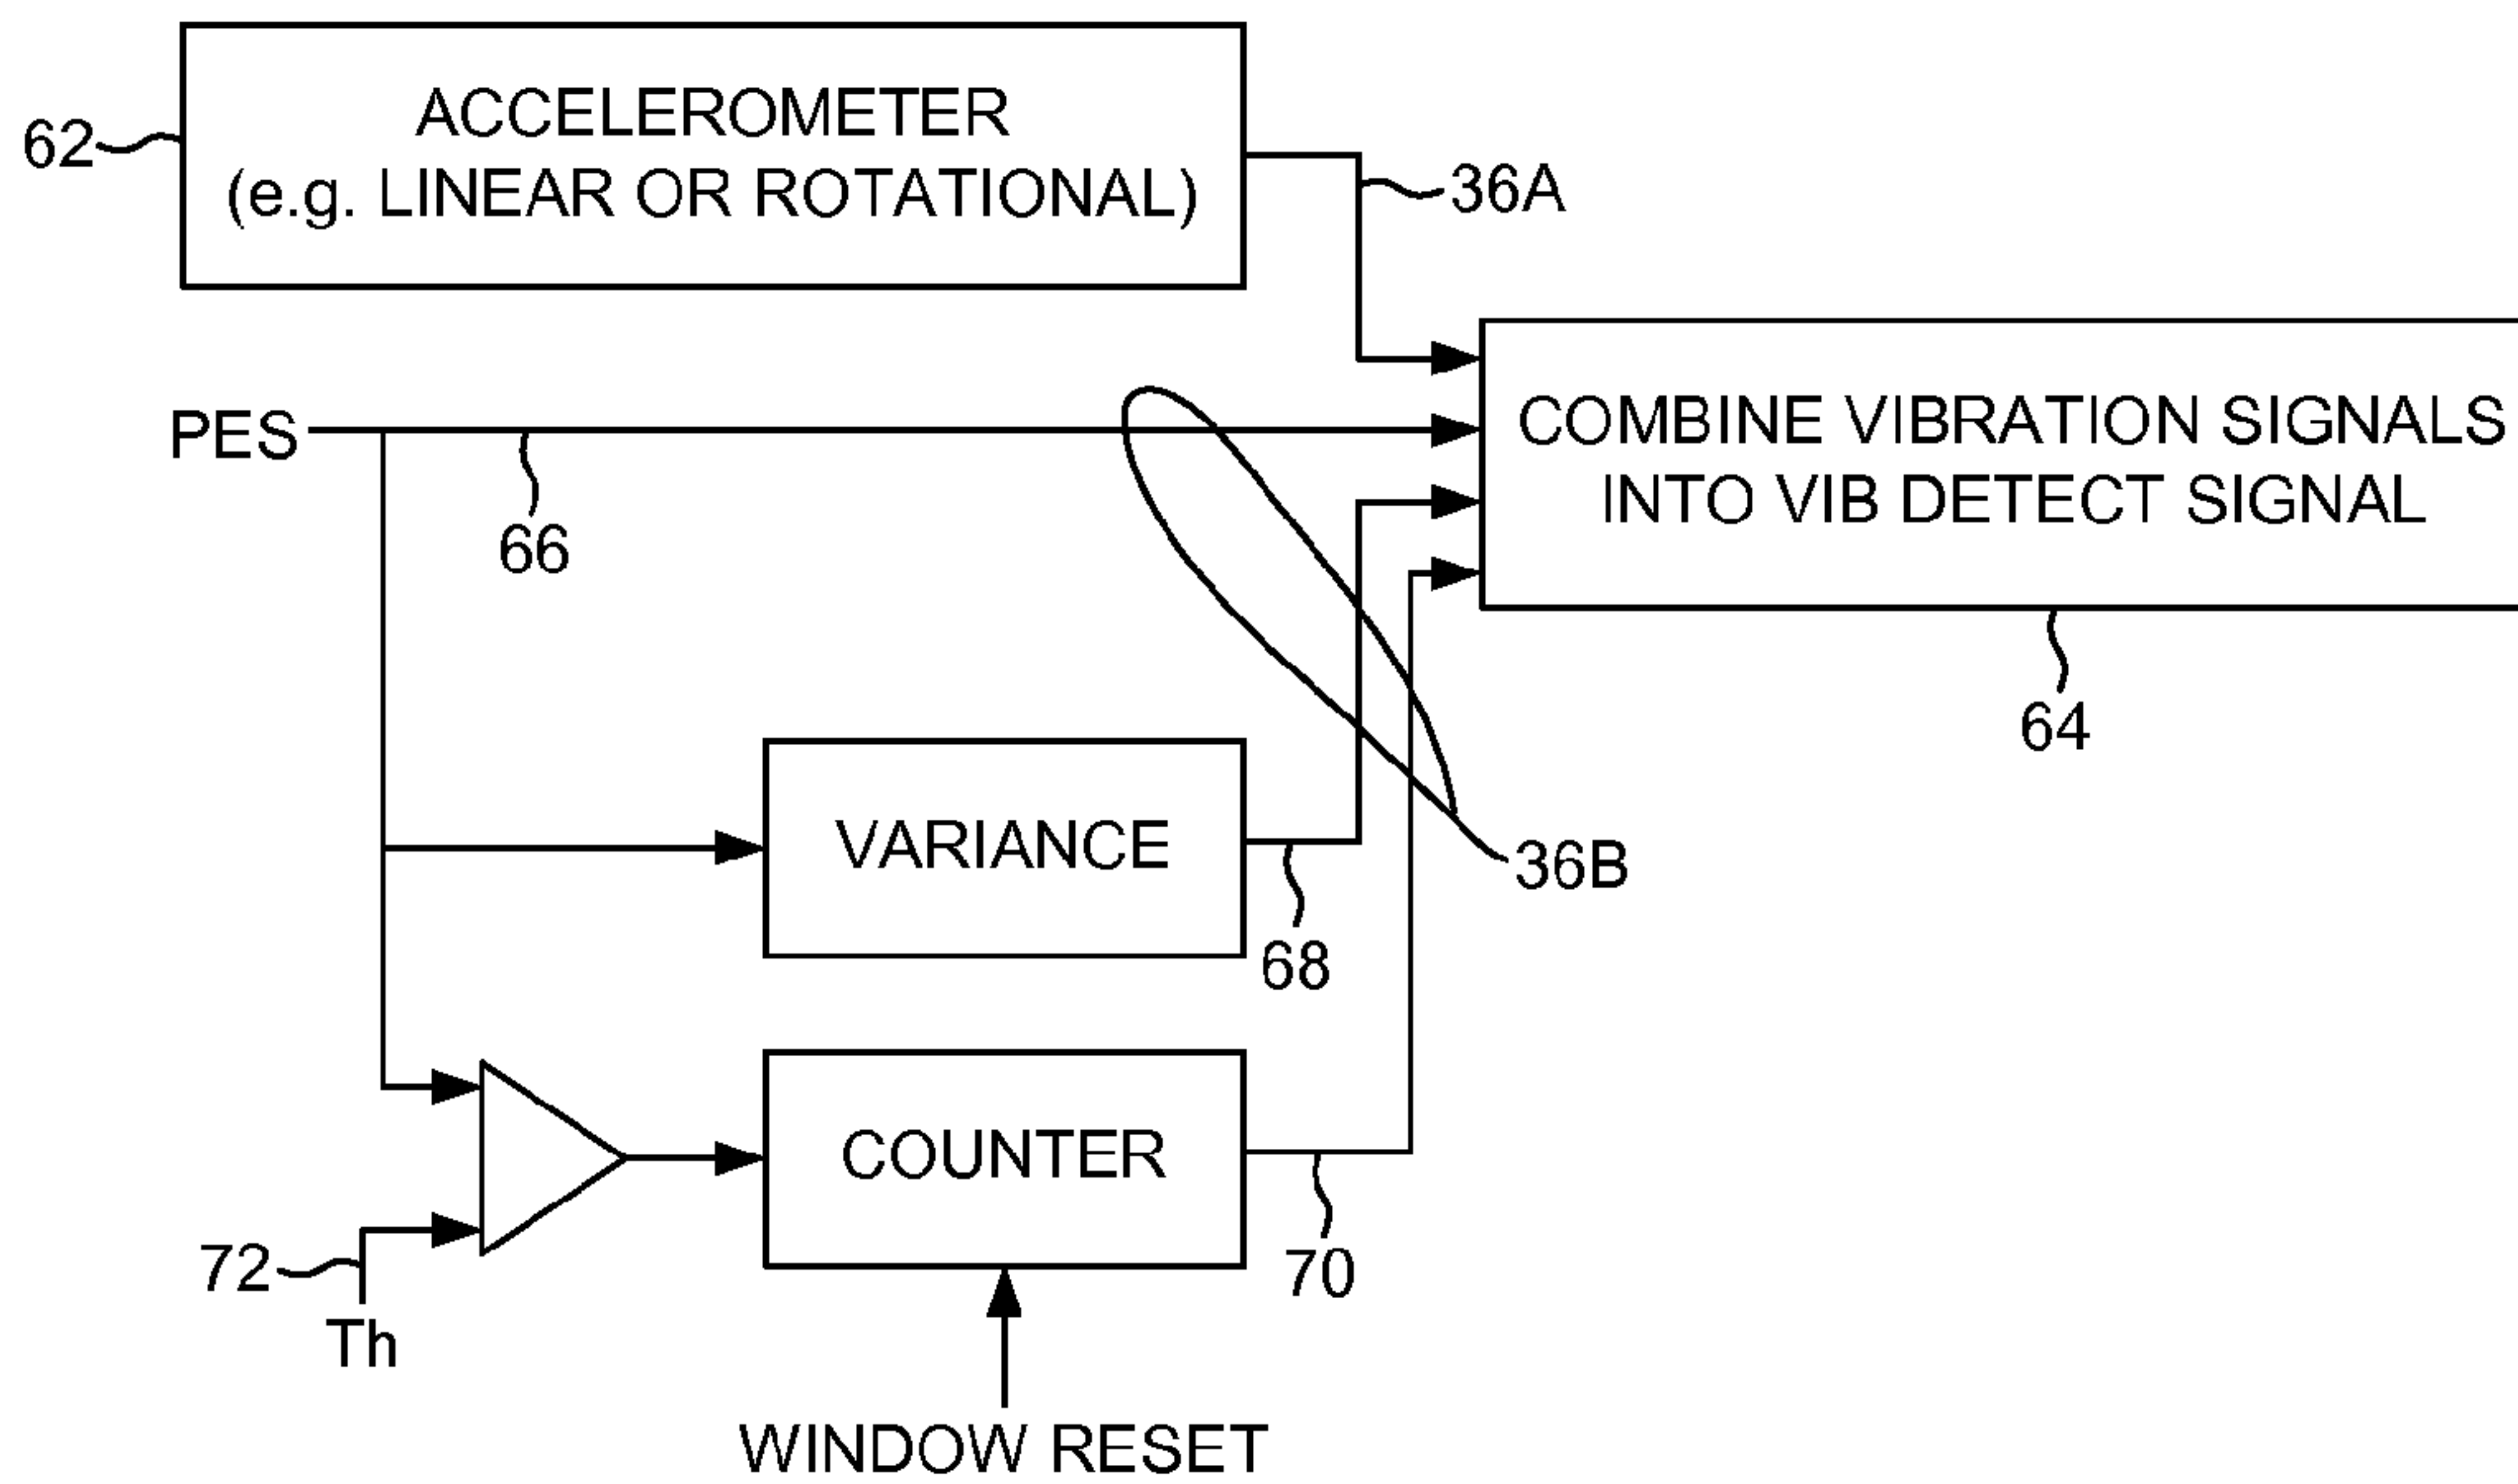 ACCELEROMETER
(e.g. LINEAR OR ROTATIONAL)
62
36A
PES
66
COMBINE VIBRATION SIGNALS
INTO VIB DETECT SIGNAL
64
VARIANCE
68
36B
COUNTER
70
72
Th
WINDOW RESET